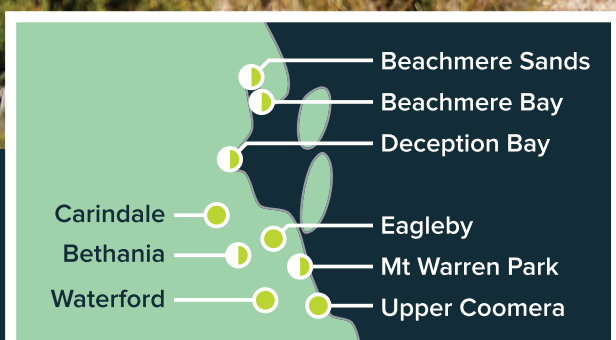 Beachmere Sands
Beachmere Bay
Deception Bay
Carindale
Eagleby
Bethania
Mt Warren Park
Waterford
Upper Coomera